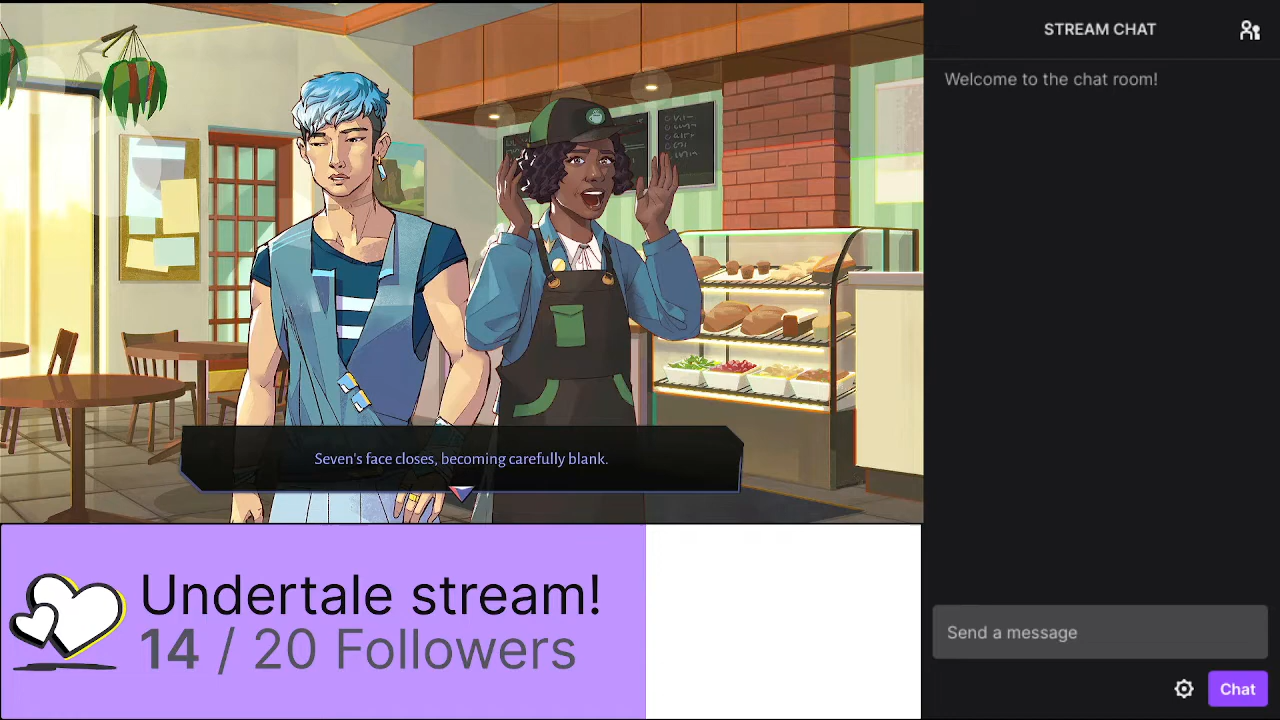 STREAM CHAT
Welcome to the chat room!
Seven's face closes, becoming carefully blank.
Undertale stream!
14 / 20 Followers
Send a message
Chat